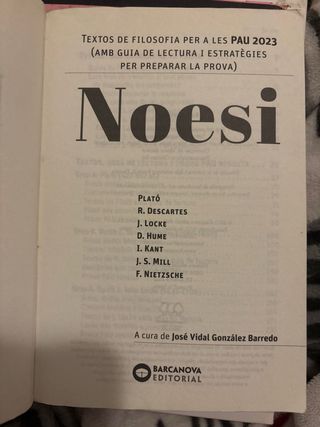 TEXTOS DE FILOSOFIA PER A LES PAU 2023
(AMB GUIA DE LECTURA I ESTRATÈGIES
PER PREPARAR LA PROVA)
Noesi
PLATÓ
R. DESCARTES
J. LOCKE
D. HUME
I. KANT
J. S. MILL
F. NIETZSCHE
A cura de José Vidal González Barredo
BARCANOVA
EDITORIAL